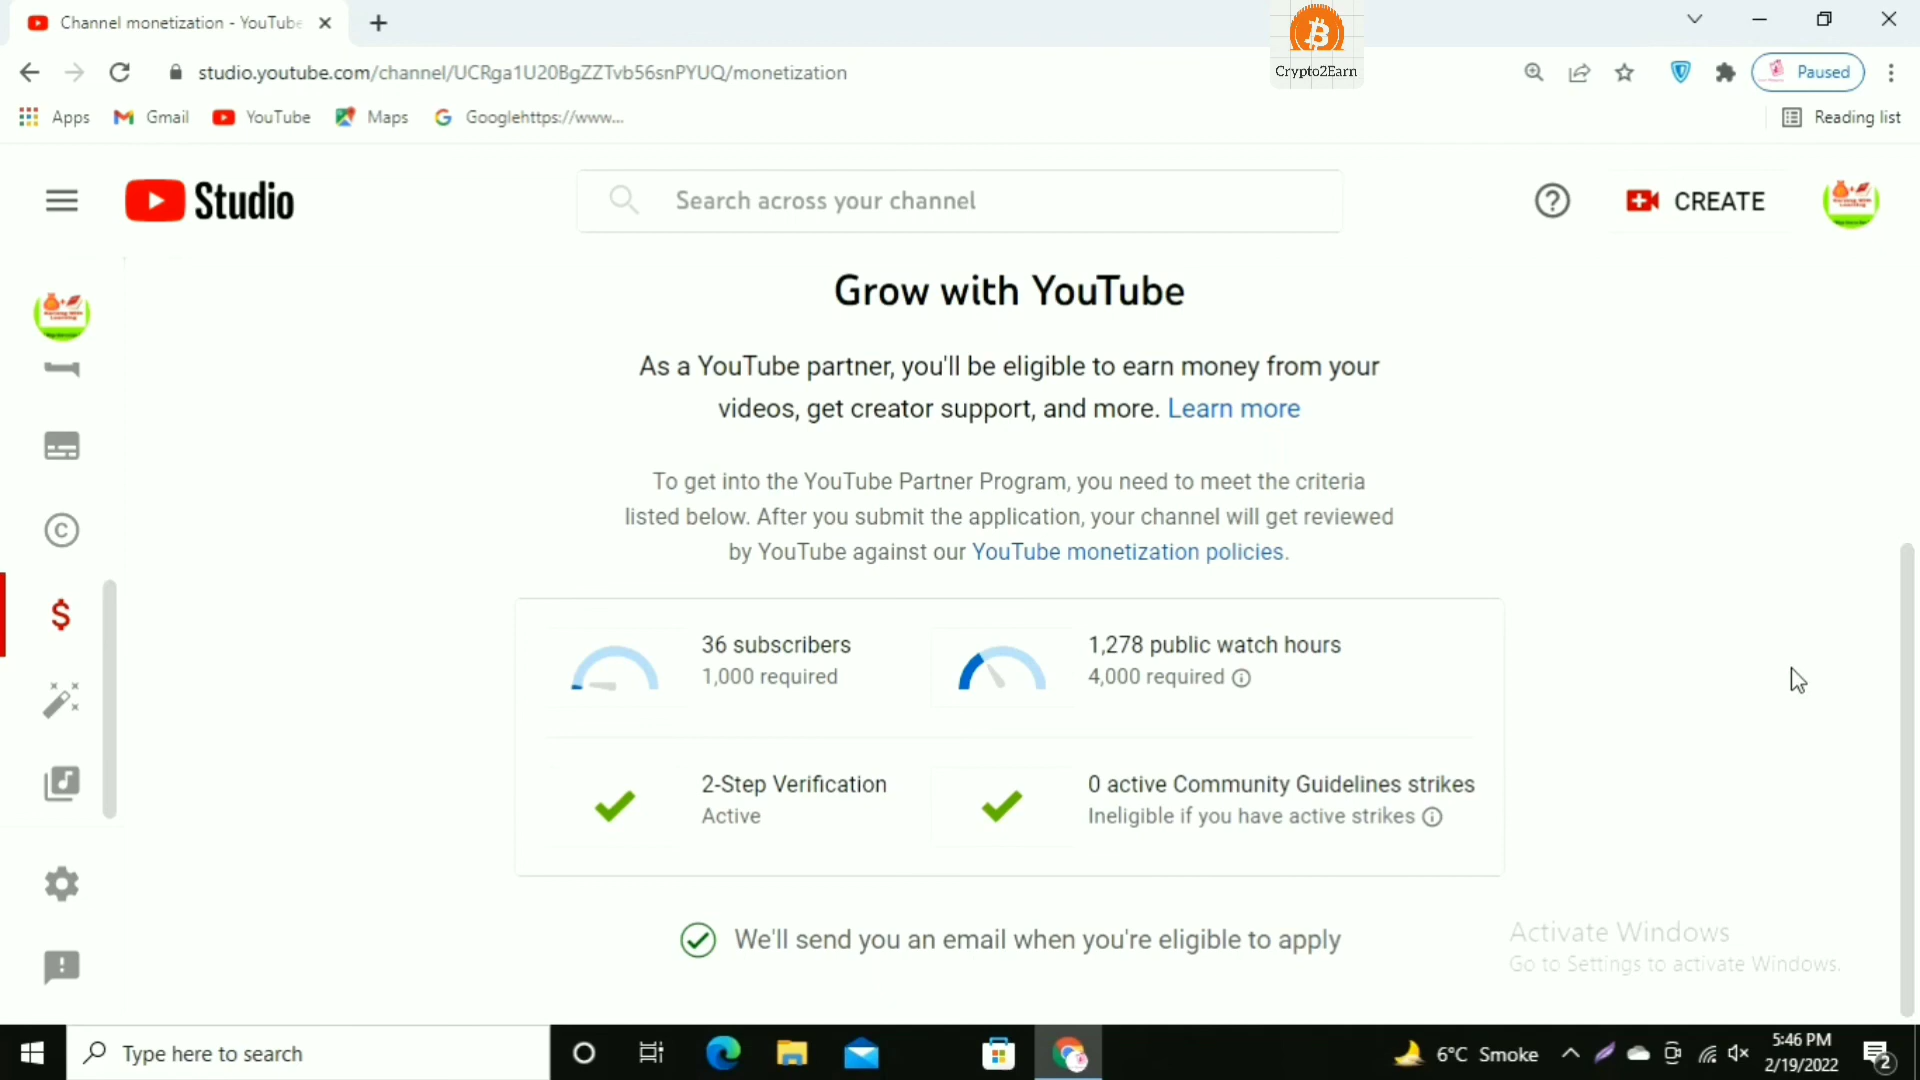 Channel monetization - YouTube
Crypto2Earn
studio.youtube.com/channel/UCRga1U20BgZZTvb56snPYUQ/monetization
Paused
Apps
Gmail
YouTube
Maps
Googlehttps://www...
Reading list
Studio
Search across your channel
CREATE
Grow with YouTube
As a YouTube partner, you'll be eligible to earn money from your
videos, get creator support, and more. Learn more
To get into the YouTube Partner Program, you need to meet the criteria
listed below. After you submit the application, your channel will get reviewed
by YouTube against our YouTube monetization policies.
36 subscribers
1,000 required
1,278 public watch hours
4,000 required
2-Step Verification
Active
0 active Community Guidelines strikes
Ineligible if you have active strikes
We'll send you an email when you're eligible to apply
Activate Windows
Go to Settings to activate Windows.
Type here to search
6°C Smoke
5:46 PM
2/19/2022
2